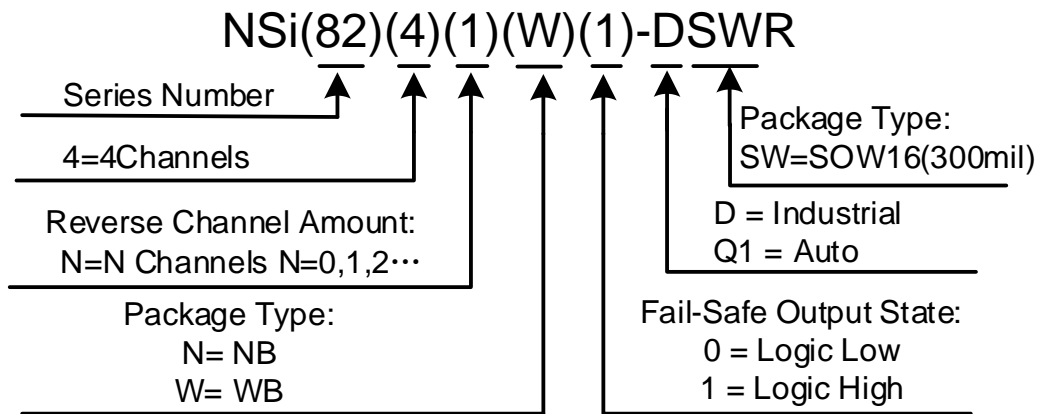 NSi(82)(4)(1)(W)(1)-DSWR
Series Number
4=4Channels
Reverse Channel Amount:
N=N Channels N=0,1,2⋯
Package Type:
N= NB
W= WB
Package Type:
SW=SOW16(300mil)
D = Industrial
Q1 = Auto
Fail-Safe Output State:
0 = Logic Low
1 = Logic High